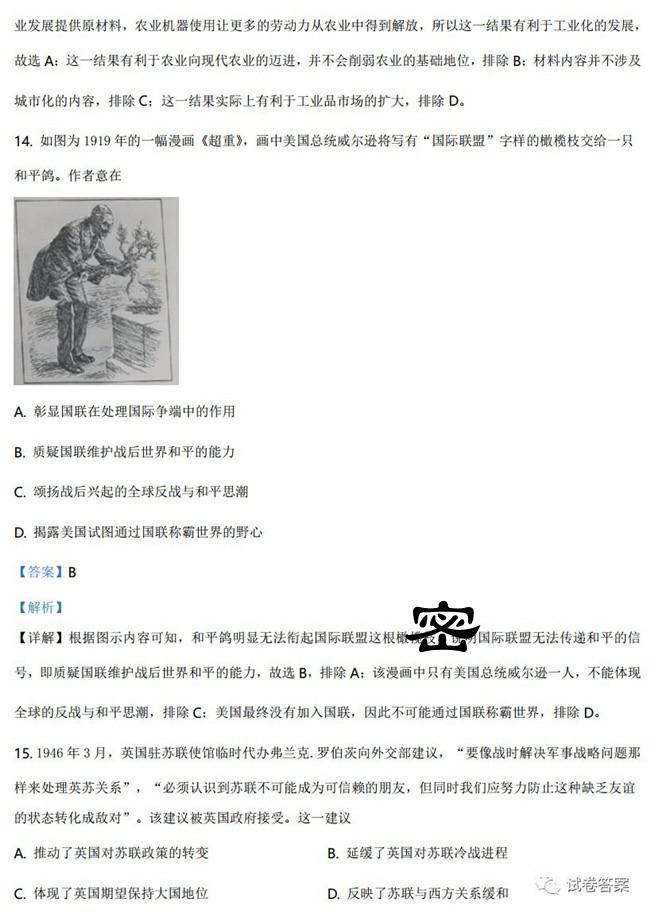 业发展提供原材料，农业机器使用让更多的劳动力从农业中得到解放，所以这一结果有利于工业化的发展，
故选 A；这一结果有利于农业向现代农业的迈进，并不会削弱农业的基础地位，排除 B；材料内容并不涉及
城市化的内容，排除 C；这一结果实际上有利于工业品市场的扩大，排除 D。
14. 如图为 1919 年的一幅漫画《超重》，画中美国总统威尔逊将写有“国际联盟”字样的橄榄枝交给一只
和平鸽。作者意在
A. 彰显国联在处理国际争端中的作用
B. 质疑国联维护战后世界和平的能力
C. 颂扬战后兴起的全球反战与和平思潮
D. 揭露美国试图通过国联称霸世界的野心
【答案】B
【解析】
【详解】根据图示内容可知，和平鸽明显无法衔起国际联盟这根橄 密 国际联盟无法传递和平的信
号，即质疑国联维护战后世界和平的能力，故选 B，排除 A；该漫画中只有美国总统威尔逊一人，不能体现
全球的反战与和平思潮，排除 C；美国最终没有加入国联，因此不可能通过国联称霸世界，排除 D。
15. 1946 年 3 月，英国驻苏联使馆临时代办弗兰克.罗伯茨向外交部建议，“要像战时解决军事战略问题那
样来处理英苏关系”，“必须认识到苏联不可能成为可信赖的朋友，但同时我们应努力防止这种缺乏友谊
的状态转化成敌对”。该建议被英国政府接受。这一建议
A. 推动了英国对苏联政策的转变 B. 延缓了英国对苏联冷战进程
C. 体现了英国期望保持大国地位 D. 反映了苏联与西方关系缓和
试卷答案